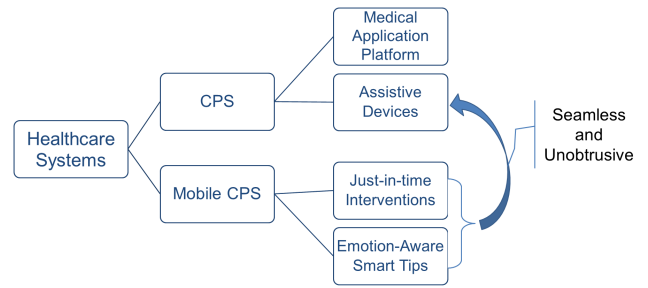 Healthcare
Systems
CPS
Mobile CPS
Medical
Application
Platform
Assistive
Devices
Just-in-time
Interventions
Emotion-Aware
Smart Tips
Seamless
and
Unobtrusive